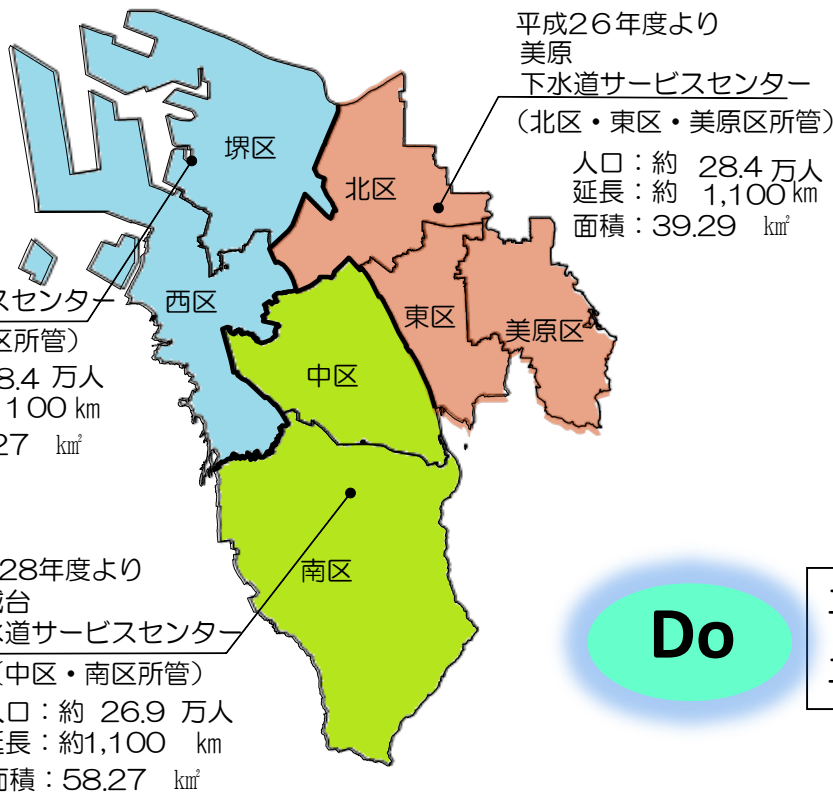 平成26年度より
美原
下水道サービスセンター
（北区・東区・美原区所管）
人口：約 28.4 万人
延長：約 1,100 km
面積：39.29 km²
堺区
北区
西区
東区
美原区
中区
南区
スセンター
区所管）
8.4 万人
100 km
27 km²
28年度より
台
道サービスセンター
（中区・南区所管）
人口：約 26.9 万人
延長：約1,100 km
面積：58.27 km²
Do